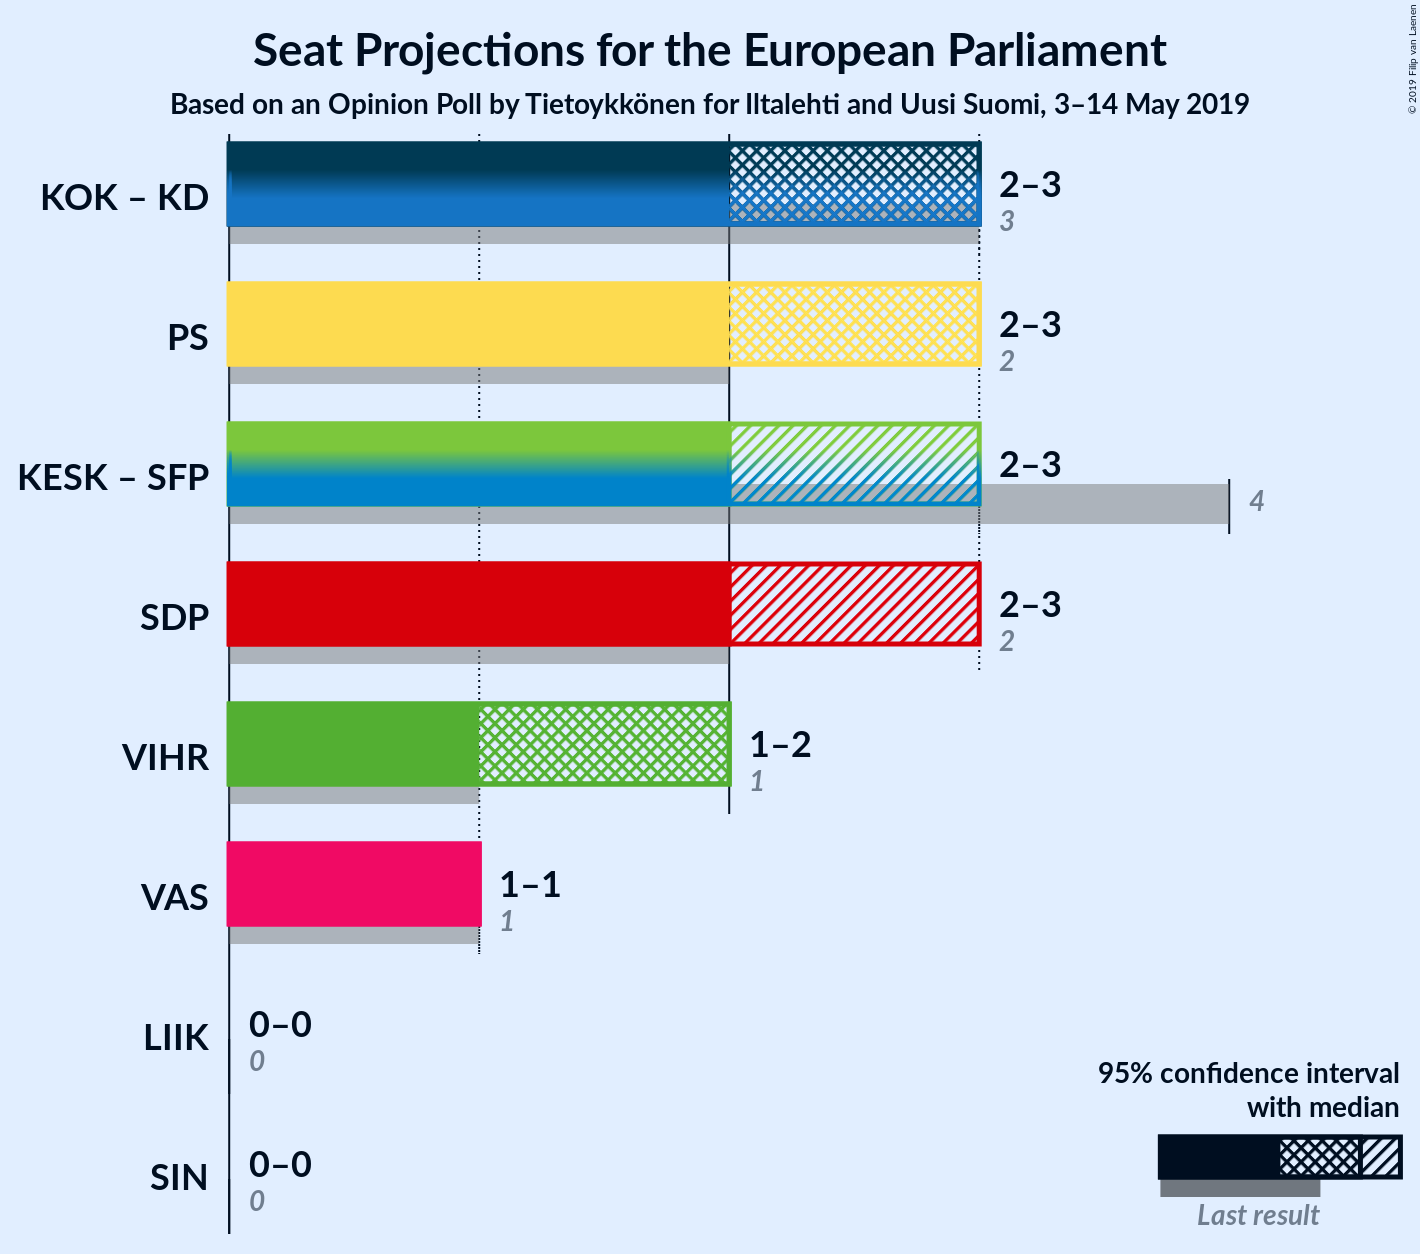 Seat Projections for the European Parliament
Based on an Opinion Poll by Tietoykkönen for Iltalehti and Uusi Suomi, 3–14 May 2019
© 2019 Filip van Laenen
KOK – KD
2–3
3
PS
2–3
2
KESK – SFP
2–3
4
SDP
2–3
2
VIHR
1–2
1
VAS
1–1
1
LIIK
0–0
0
SIN
0–0
0
95% confidence interval
with median
Last result